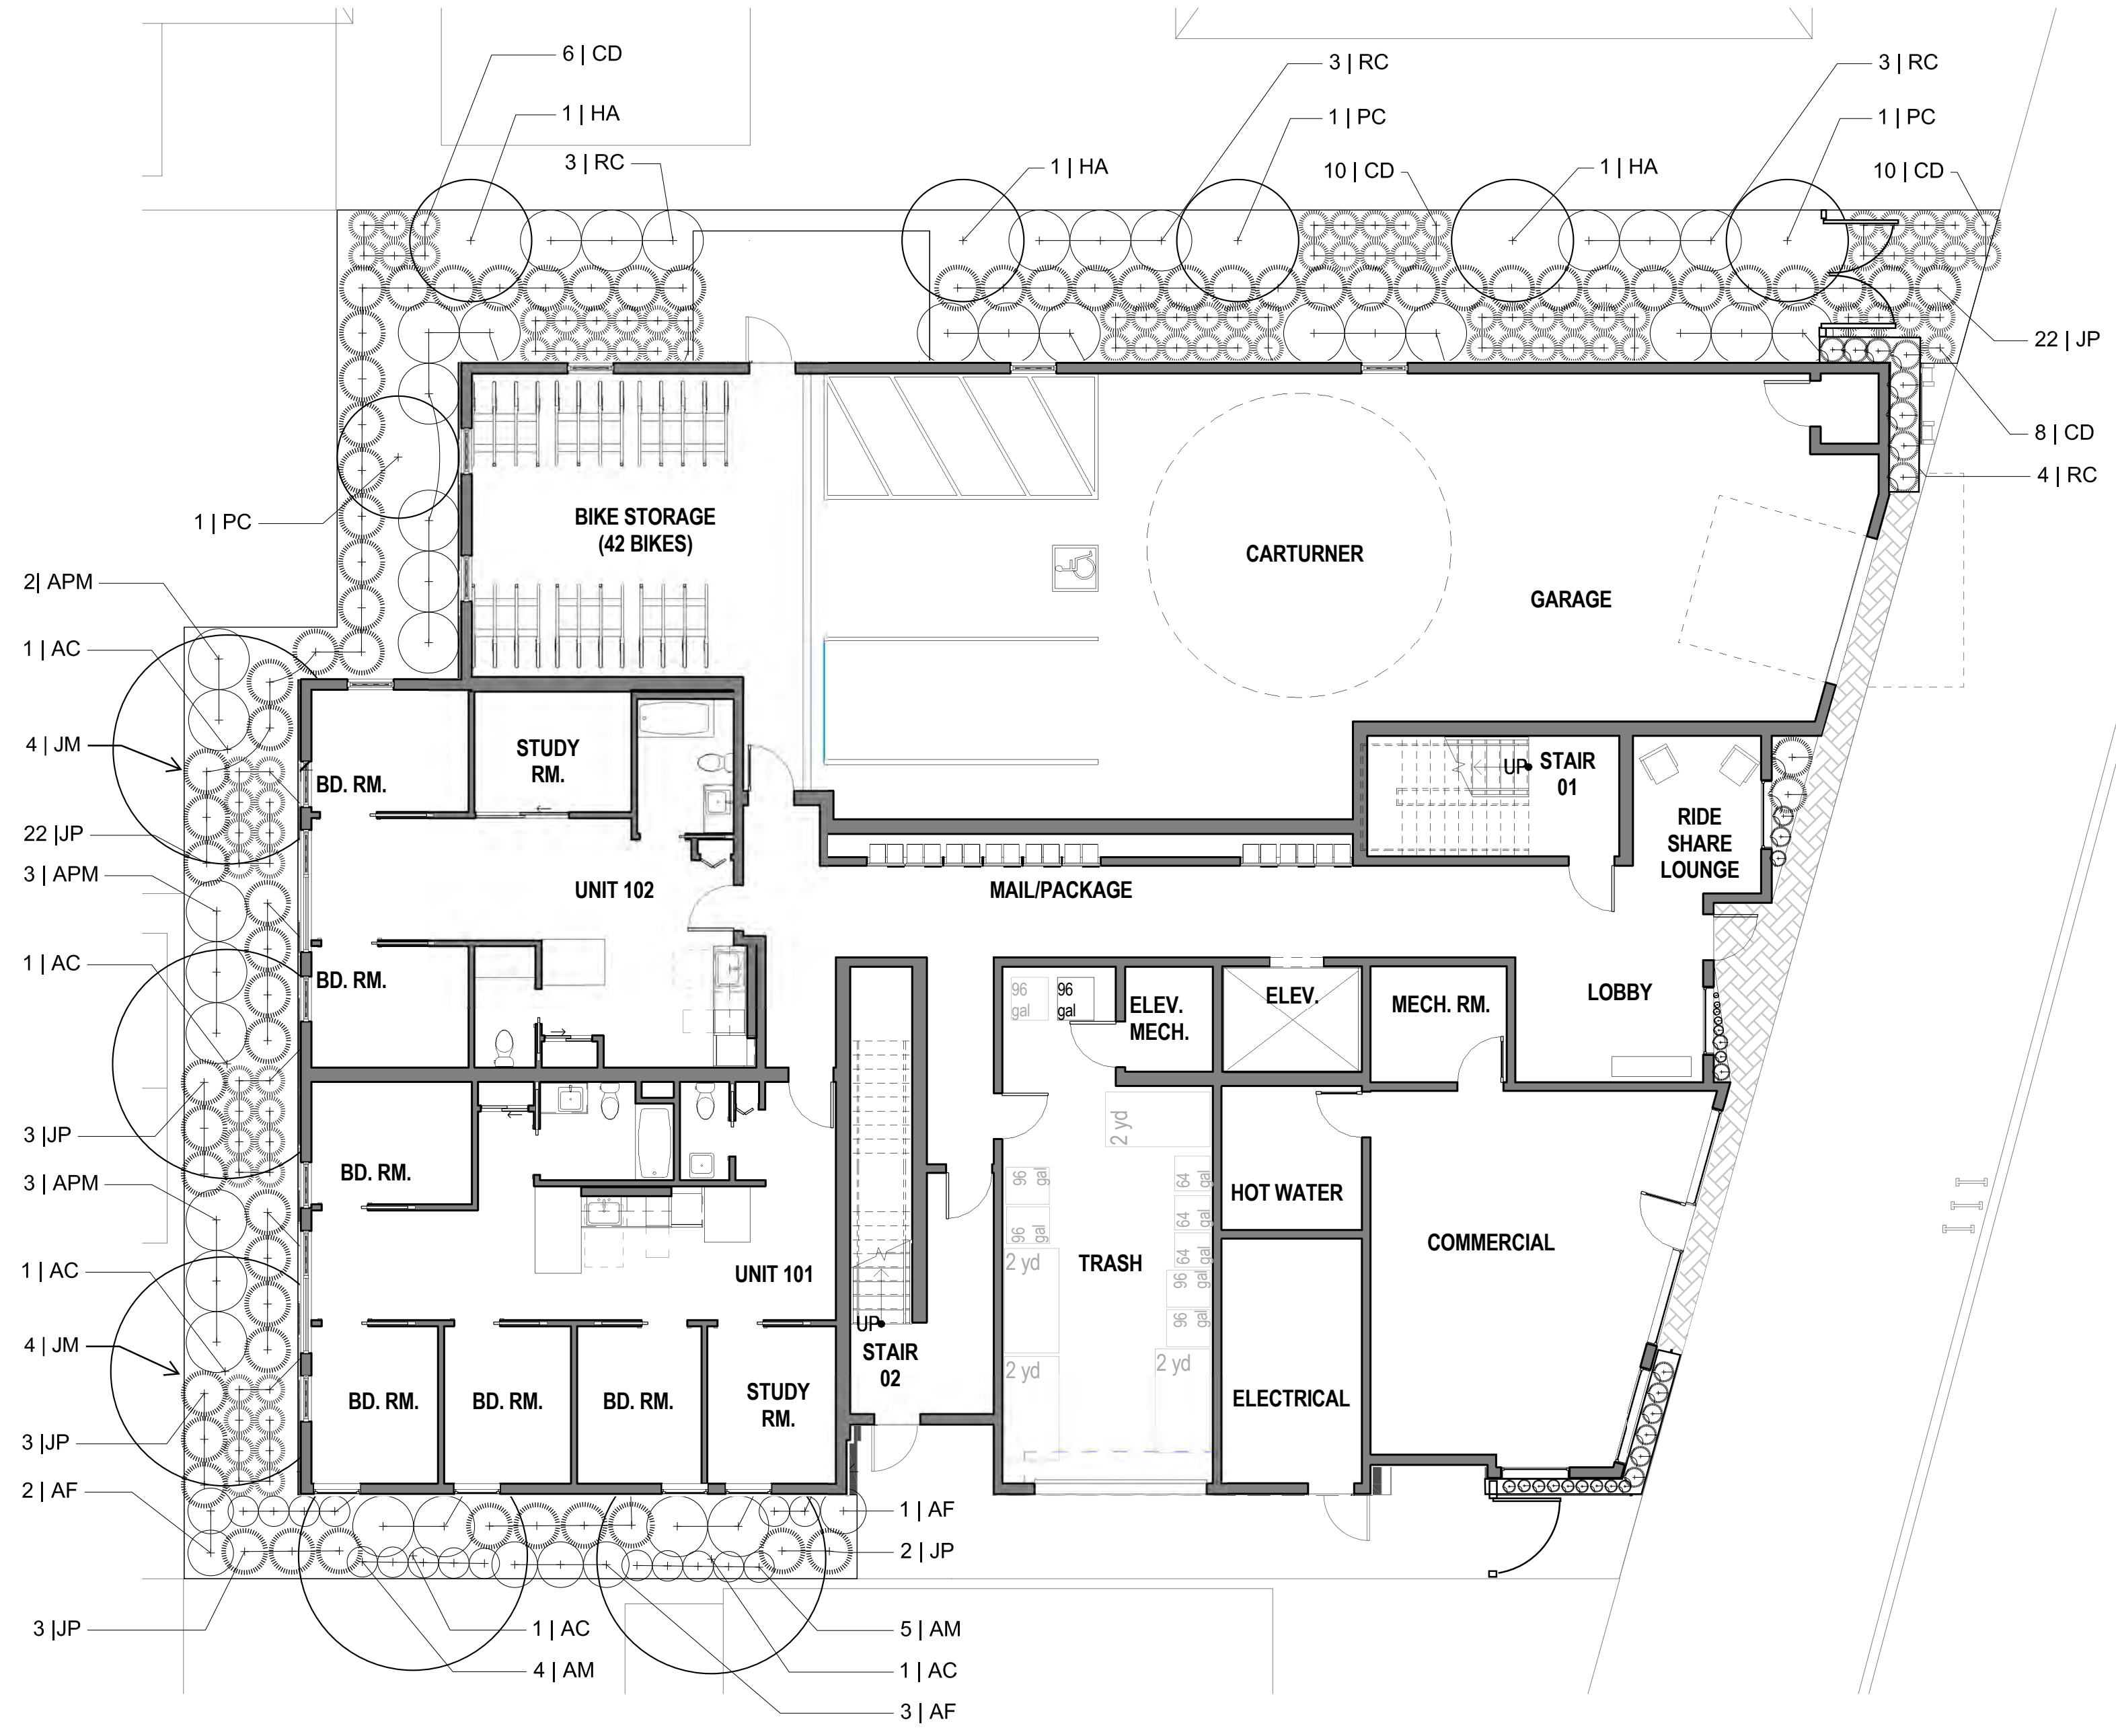 6 | CD
3 | RC
3 | RC
1 | HA
1 | PC
1 | PC
3 | RC
1 | HA
10 | CD
1 | HA
10 | CD
22 | JP
8 | CD
4 | RC
1 | PC
BIKE STORAGE
(42 BIKES)
CARTURNER
GARAGE
2| APM
1 | AC
4 | JM
22 |JP
3 | APM
1 | AC
3 |JP
3 | APM
1 | AC
4 | JM
3 |JP
2 | AF
3 |JP
BD. RM.
STUDY
RM.
UP
STAIR
01
RIDE
SHARE
LOUNGE
UNIT 102
MAIL/PACKAGE
BD. RM.
96
gal
96
gal
ELEV.
MECH.
ELEV.
MECH. RM.
LOBBY
BD. RM.
2 yd
96
gal
64
gal
HOT WATER
96
gal
64
gal
64
gal
COMMERCIAL
UNIT 101
2 yd
TRASH
96
gal
96
gal
UP
STAIR
02
2 yd
2 yd
BD. RM.
BD. RM.
BD. RM.
STUDY
RM.
ELECTRICAL
1 | AF
2 | JP
1 | AC
4 | AM
5 | AM
1 | AC
3 | AF